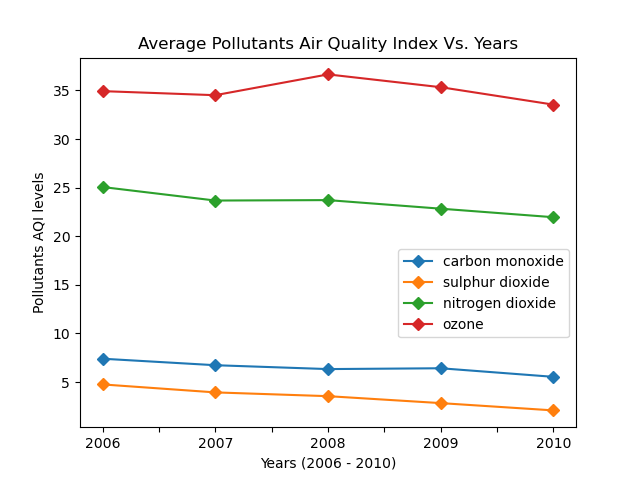 Average Pollutants Air Quality Index Vs. Years
Pollutants AQI levels
35
30
25
20
15
10
5
carbon monoxide
sulphur dioxide
nitrogen dioxide
ozone
2006 2007 2008 2009 2010
Years (2006 - 2010)